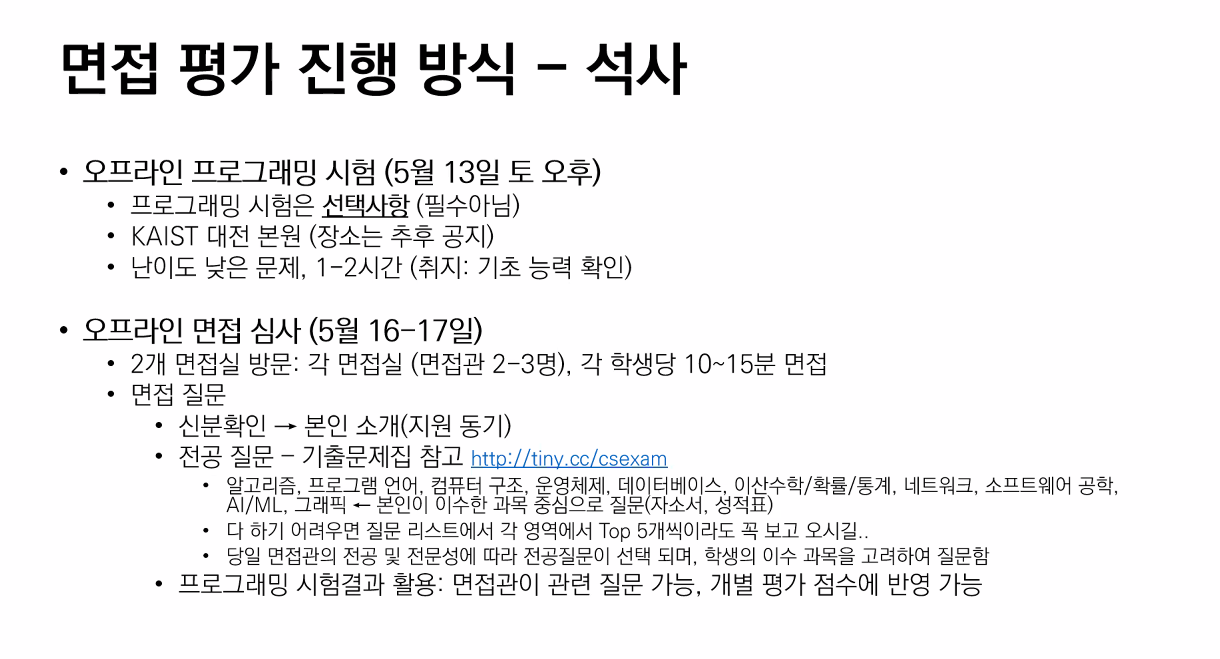 면접 평가 진행 방식 - 석사
• 오프라인 프로그래밍 시험 (5월 13일 토 오후)
• 프로그래밍 시험은 선택사항 (필수아님)
• KAIST 대전 본원 (장소는 추후 공지)
• 난이도 낮은 문제, 1-2시간 (취지: 기초 능력 확인)
• 오프라인 면접 심사 (5월 16-17일)
• 2개 면접실 방문: 각 면접실 (면접관 2-3명), 각 학생당 10~15분 면접
• 면접 질문
• 신분확인 → 본인 소개(지원 동기)
• 전공 질문 – 기출문제집 참고 http://tiny.cc/csexam
• 알고리즘, 프로그램 언어, 컴퓨터 구조, 운영체제, 데이터베이스, 이산수학/확률/통계, 네트워크, 소프트웨어 공학,
AI/ML, 그래픽 ← 본인이 이수한 과목 중심으로 질문(자소서, 성적표)
• 다 하기 어려우면 질문 리스트에서 각 영역에서 Top 5개씩이라도 꼭 보고 오시길..
• 당일 면접관의 전공 및 전문성에 따라 전공질문이 선택 되며, 학생의 이수 과목을 고려하여 질문함
• 프로그래밍 시험결과 활용: 면접관이 관련 질문 가능, 개별 평가 점수에 반영 가능